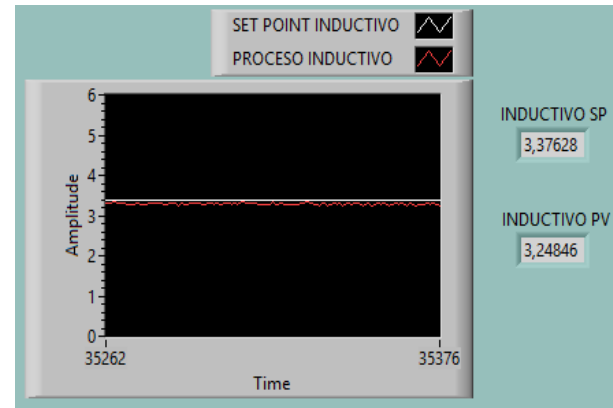 SET POINT INDUCTIVO
PROCESO INDUCTIVO
INDUCTIVO SP
3,37628
INDUCTIVO PV
3,24846
Amplitude
6
5
4
3
2
1
0
35262
35376
Time